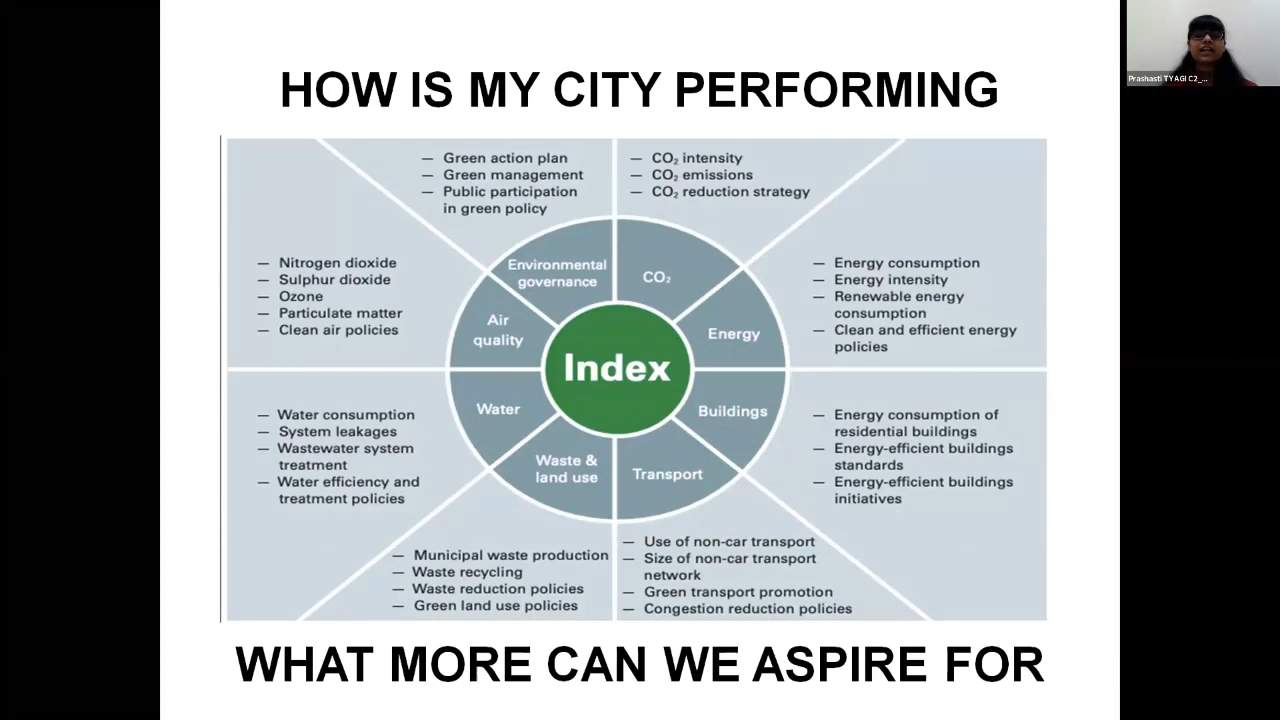 HOW IS MY CITY PERFORMING
— Green action plan
— Green management
— Public participation
in green policy
— CO₂ intensity
— CO₂ emissions
— CO₂ reduction strategy
— Nitrogen dioxide
— Sulphur dioxide
— Ozone
— Particulate matter
— Clean air policies
Environmental
governance
CO₂
Air
quality
Energy
— Energy consumption
— Energy intensity
— Renewable energy
consumption
— Clean and efficient energy
policies
Index
— Water consumption
— System leakages
— Wastewater system
treatment
— Water efficiency and
treatment policies
Water
Buildings
Waste &
land use
Transport
— Energy consumption of
residential buildings
— Energy-efficient buildings
standards
— Energy-efficient buildings
initiatives
— Municipal waste production
— Waste recycling
— Waste reduction policies
— Green land use policies
— Use of non-car transport
— Size of non-car transport
network
— Green transport promotion
— Congestion reduction policies
WHAT MORE CAN WE ASPIRE FOR
Prashasti TYAGI C2_...